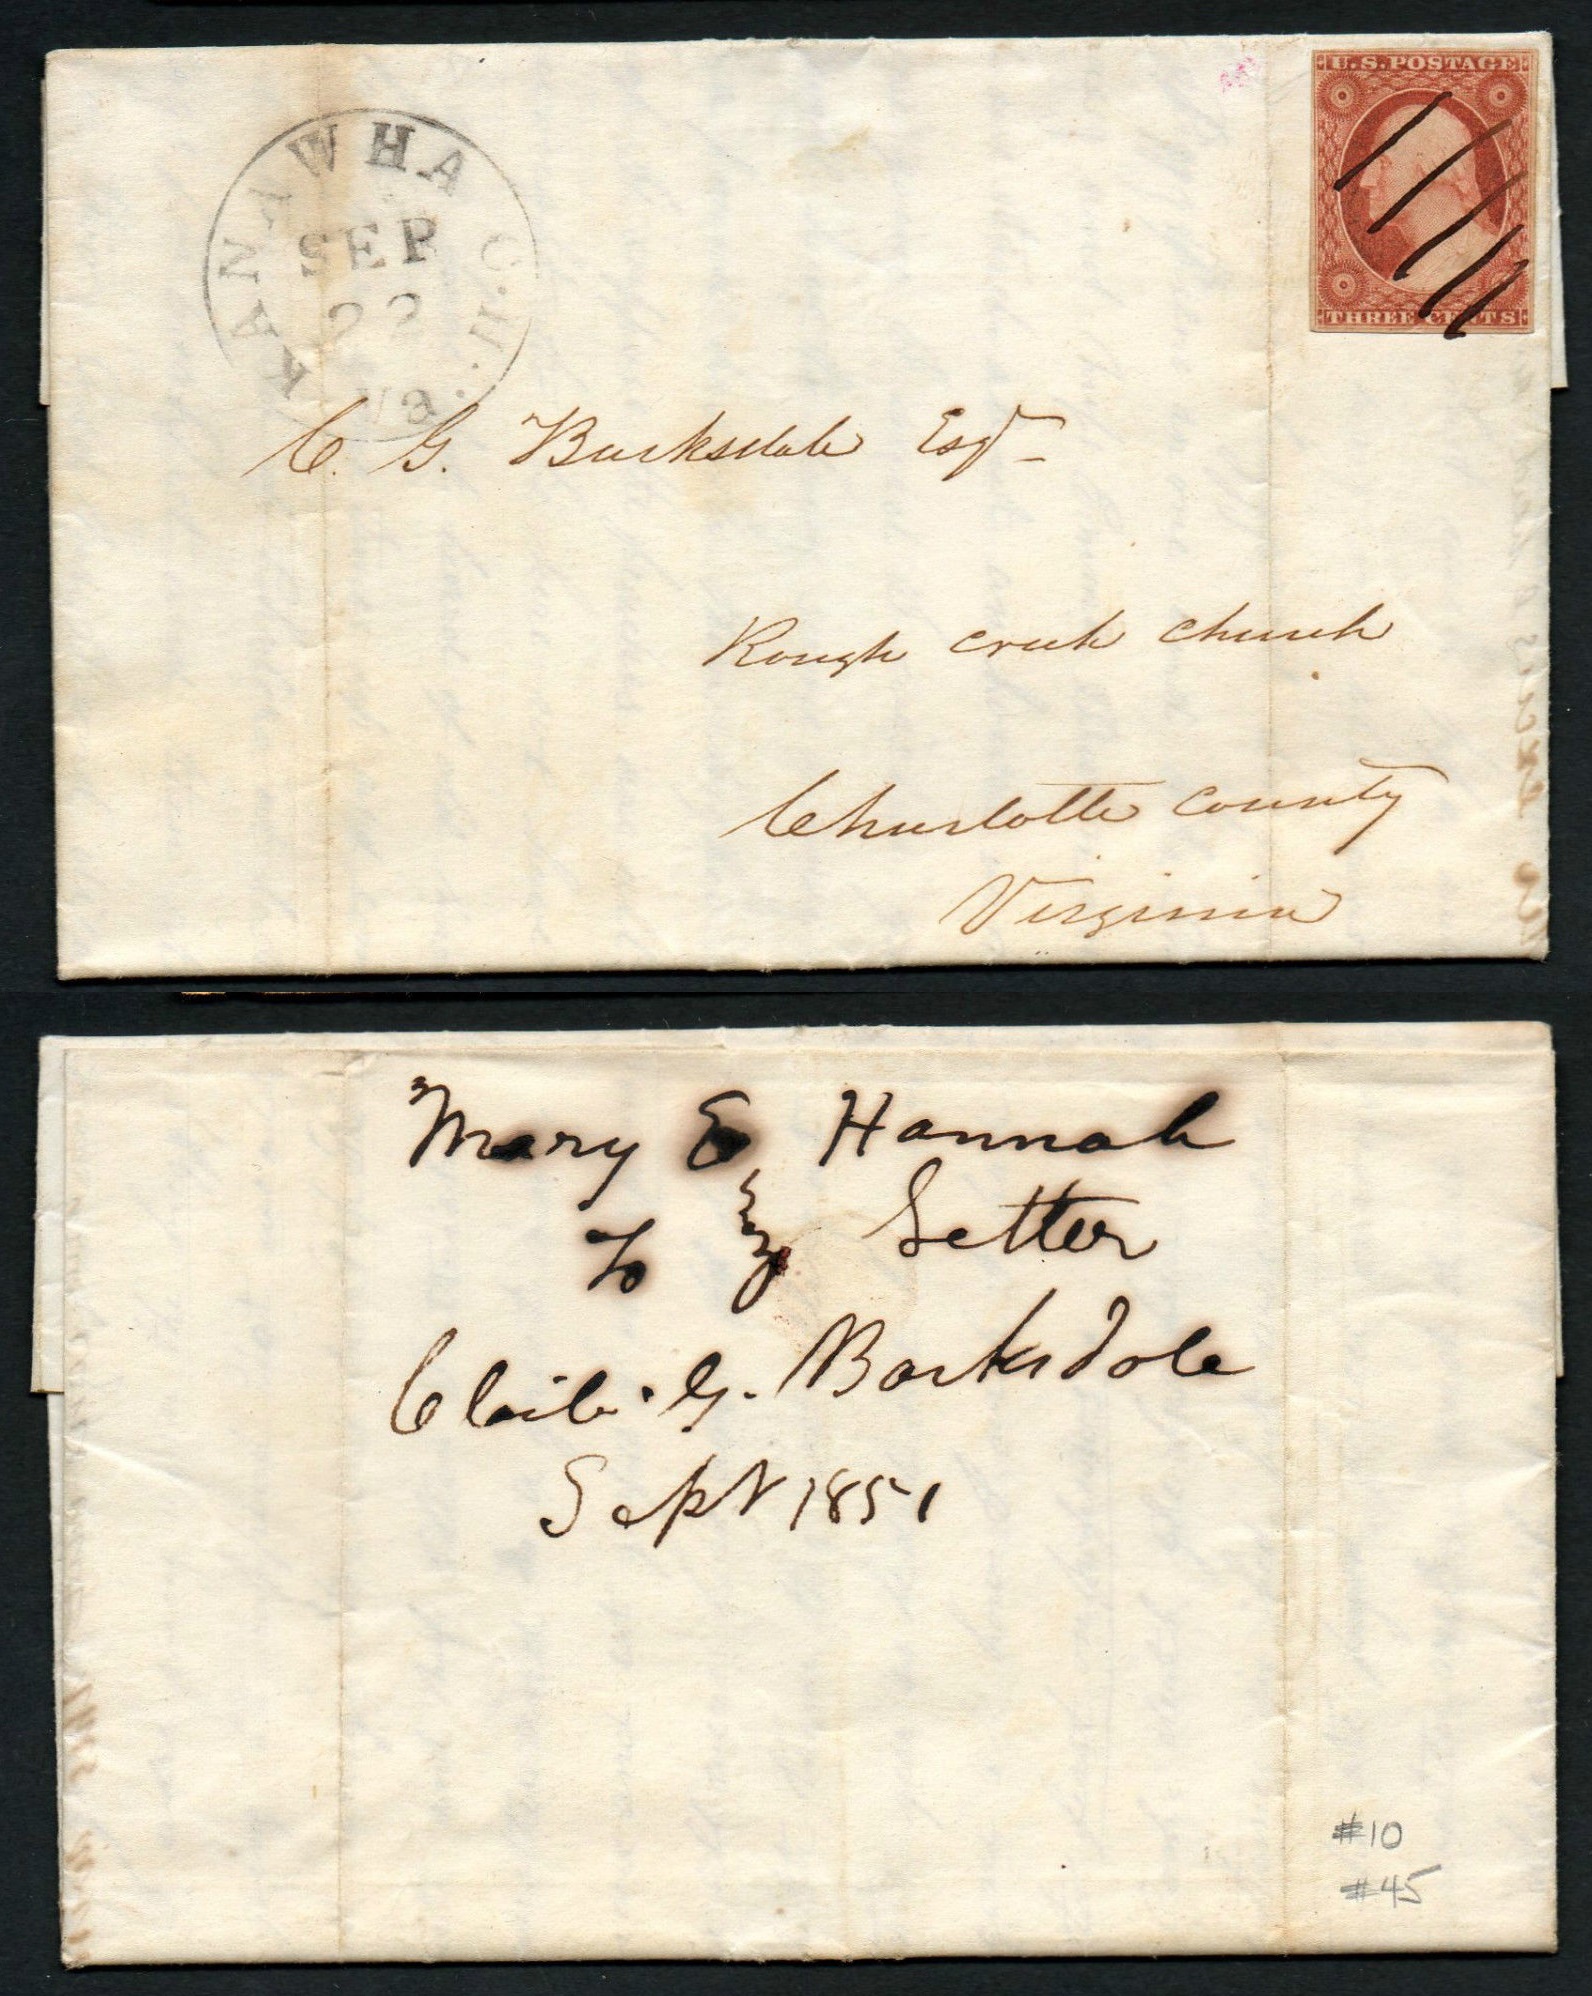 KANAWHA C.H. Va.
SEP
22
U.S. POSTAGE
THREE CENTS
C. G. Barksdale Esqr
Rough Creek Church
Charlotte County
Virginia
Mary E Hannah
To } Letter
Claib. G. Barksdale
Sept 1851
#10
#45